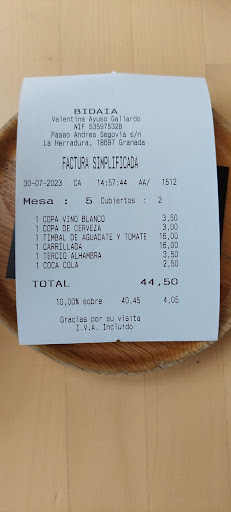 BIDAIA
Valentina Ayuso Gallardo
NIF 53597532B
Paseo Andres Segovia s/n
La Herradura, 18697 Granada
FACTURA SIMPLIFICADA
30-07-2023 CA 14:57:44 AA/ 1512
Mesa : 5 Cubiertos : 2
1 COPA VINO BLANCO 3,50
1 COPA DE CERVEZA 3,00
1 TIMBAL DE AGUACATE Y TOMATE 16,00
1 CARRILLADA 16,00
1 TERCIO ALHAMBRA 3,50
1 COCA COLA 2,50
TOTAL 44,50
10,00% sobre 40,45 4,05
Gracias por su visita
I.V.A. Incluido